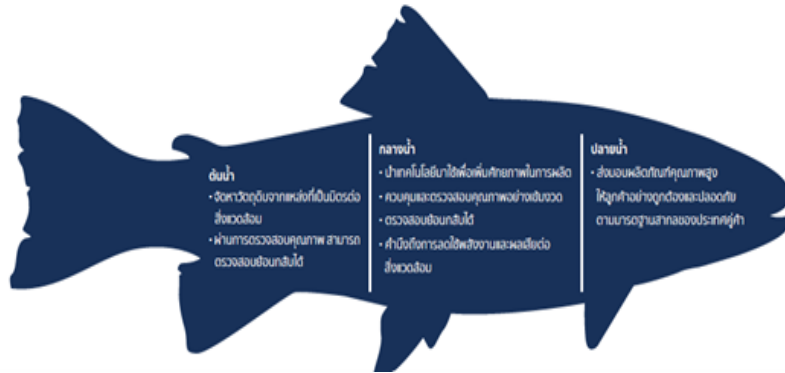 ต้นน้ำ
• จัดหาวัตถุดิบจากแหล่งที่เป็นมิตรต่อ
สิ่งแวดล้อม
• ผ่านการตรวจสอบคุณภาพ สามารถ
ตรวจสอบย้อนกลับได้
กลางน้ำ
• นำเทคโนโลยีมาใช้เพื่อเพิ่มศักยภาพในการผลิต
• ควบคุมและตรวจสอบคุณภาพอย่างเข้มงวด
• ตรวจสอบย้อนกลับได้
• คำนึงถึงการลดใช้พลังงานและผลเสียต่อ
สิ่งแวดล้อม
ปลายน้ำ
• ส่งมอบผลิตภัณฑ์คุณภาพสูง
ให้ลูกค้าอย่างถูกต้องและปลอดภัย
ตามมารตฐานสากลของประเทศคู่ค้า